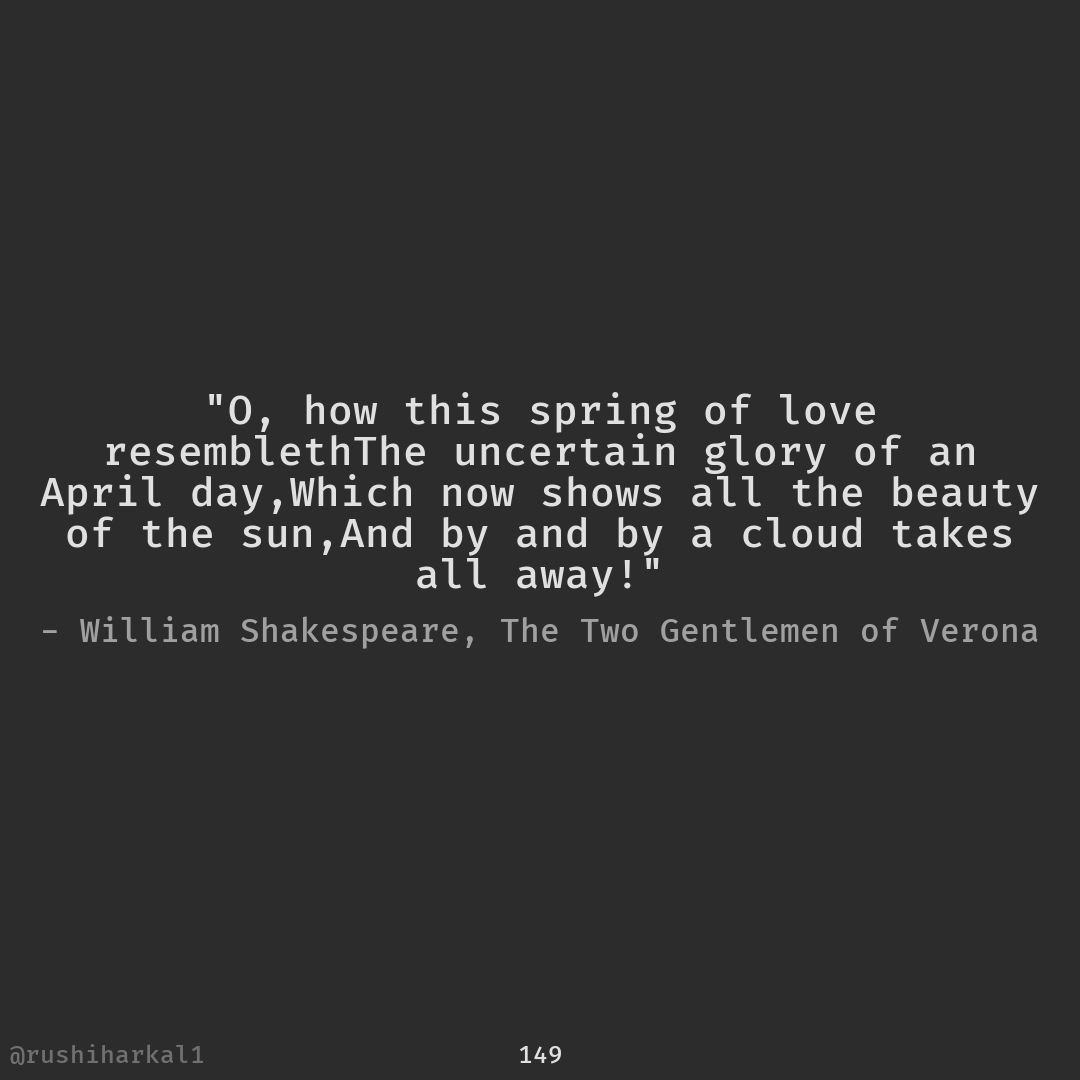 "O, how this spring of love
resemblethThe uncertain glory of an
April day,Which now shows all the beauty
of the sun,And by and by a cloud takes
all away!"
- William Shakespeare, The Two Gentlemen of Verona
@rushiharkal1
149